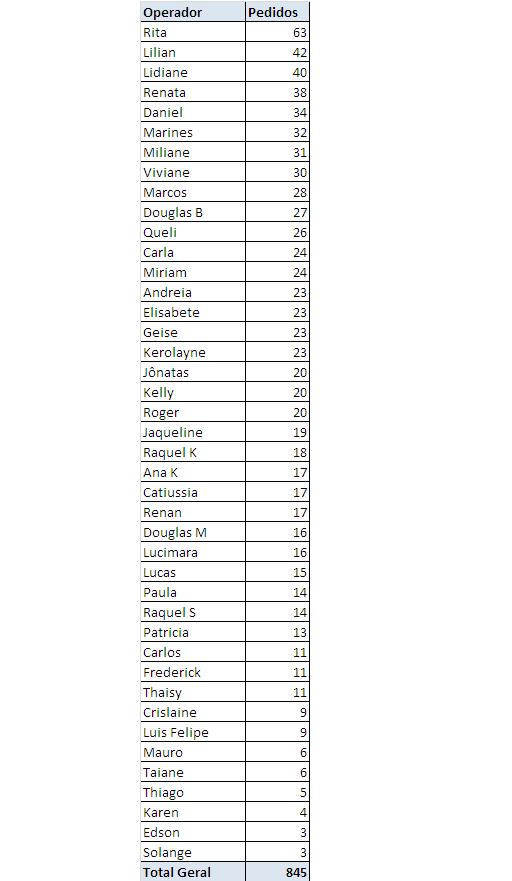 Operador Pedidos
Rita 63
Lilian 42
Lidiane 40
Renata 38
Daniel 34
Marines 32
Miliane 31
Viviane 30
Marcos 28
Douglas B 27
Queli 26
Carla 24
Miriam 24
Andreia 23
Elisabete 23
Geise 23
Kerolayne 23
Jônatas 20
Kelly 20
Roger 20
Jaqueline 19
Raquel K 18
Ana K 17
Catiussia 17
Renan 17
Douglas M 16
Lucimara 16
Lucas 15
Paula 14
Raquel S 14
Patricia 13
Carlos 11
Frederick 11
Thaisy 11
Crislaine 9
Luis Felipe 9
Mauro 6
Taiane 6
Thiago 5
Karen 4
Edson 3
Solange 3
Total Geral 845